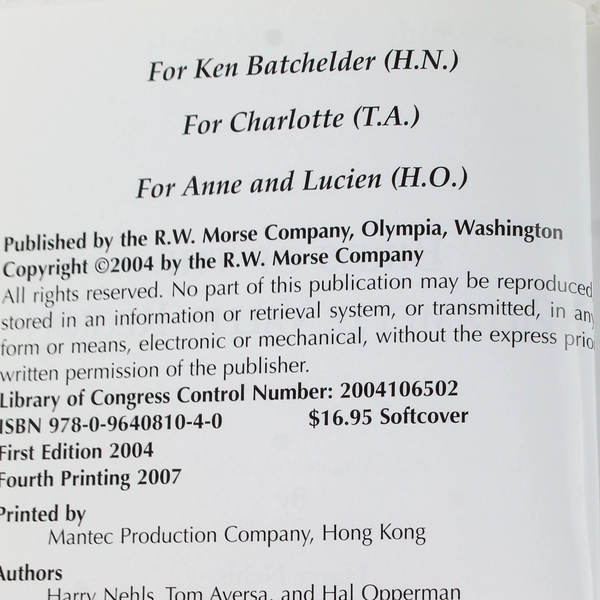 For Ken Batchelder (H.N.)
For Charlotte (T.A.)
For Anne and Lucien (H.O.)
Published by the R.W. Morse Company, Olympia, Washington
Copyright ©2004 by the R.W. Morse Company
All rights reserved. No part of this publication may be reproduced
stored in an information or retrieval system, or transmitted, in any
form or means, electronic or mechanical, without the express prio
written permission of the publisher.
Library of Congress Control Number: 2004106502
ISBN 978-0-9640810-4-0 $16.95 Softcover
First Edition 2004
Fourth Printing 2007
Printed by
Mantec Production Company, Hong Kong
Authors
Harry Nehls, Tom Aversa, and Hal Opperman